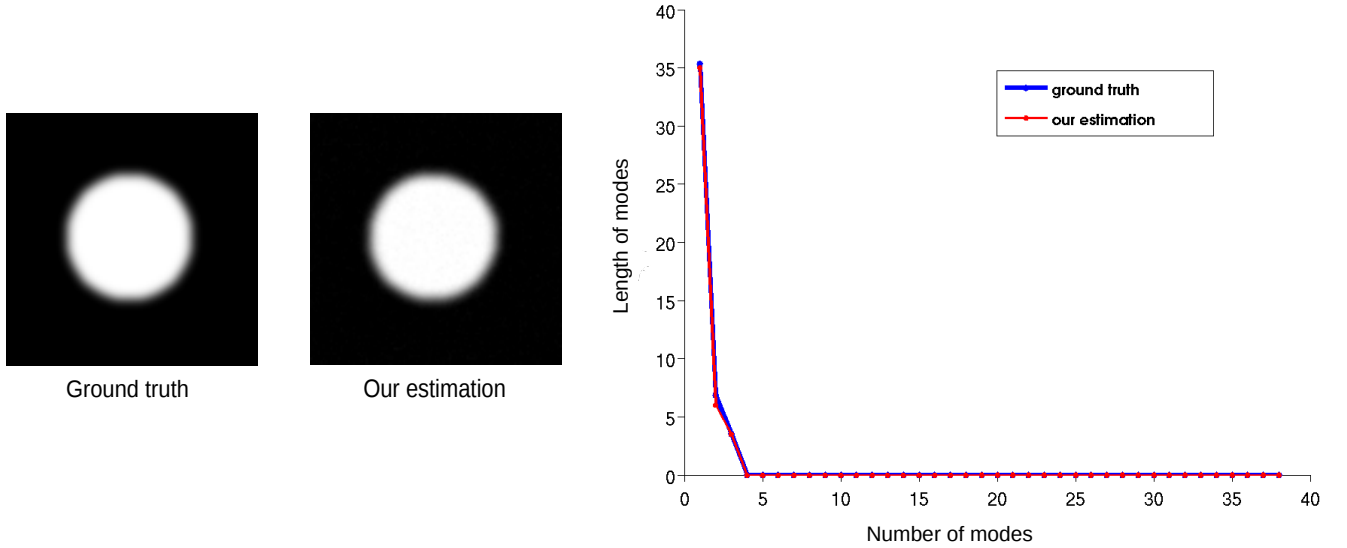 Ground truth
Our estimation
40
35
30
25
20
15
10
5
0
Length of modes
ground truth
our estimation
0 5 10 15 20 25 30 35 40
Number of modes